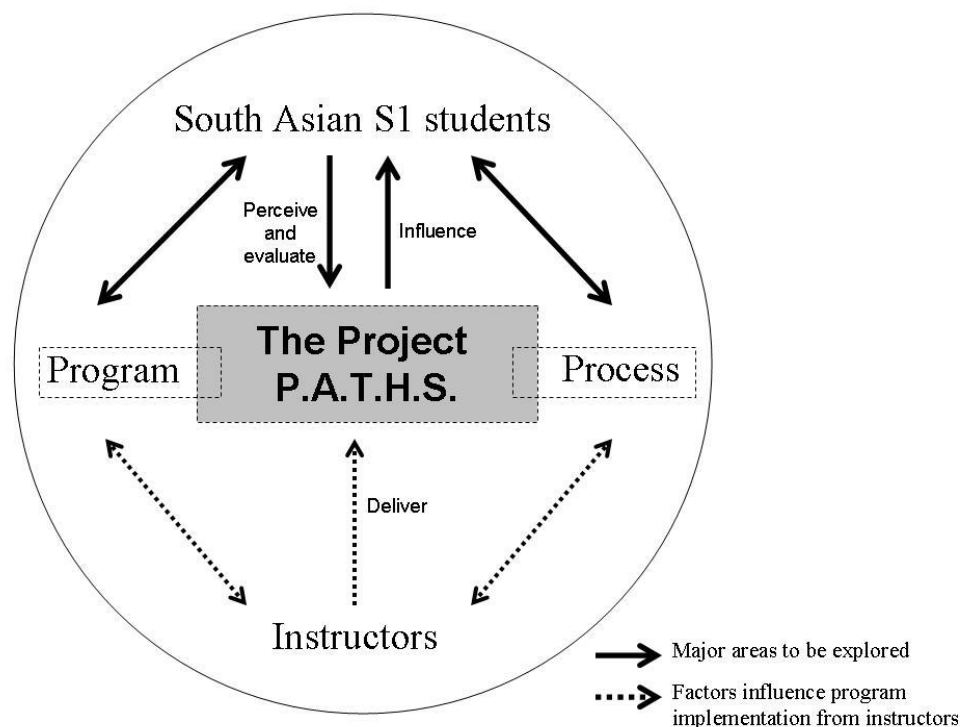 South Asian S1 students
Perceive
and
evaluate
Influence
The Project
P.A.T.H.S.
Program
Process
Deliver
Instructors
Major areas to be explored
Factors influence program
implementation from instructors